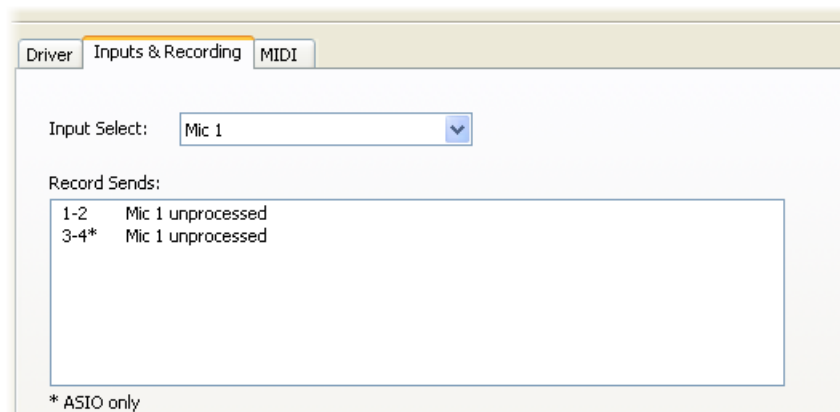 Driver Inputs & Recording MIDI
Input Select: Mic 1
Record Sends:
1-2 Mic 1 unprocessed
3-4* Mic 1 unprocessed
* ASIO only